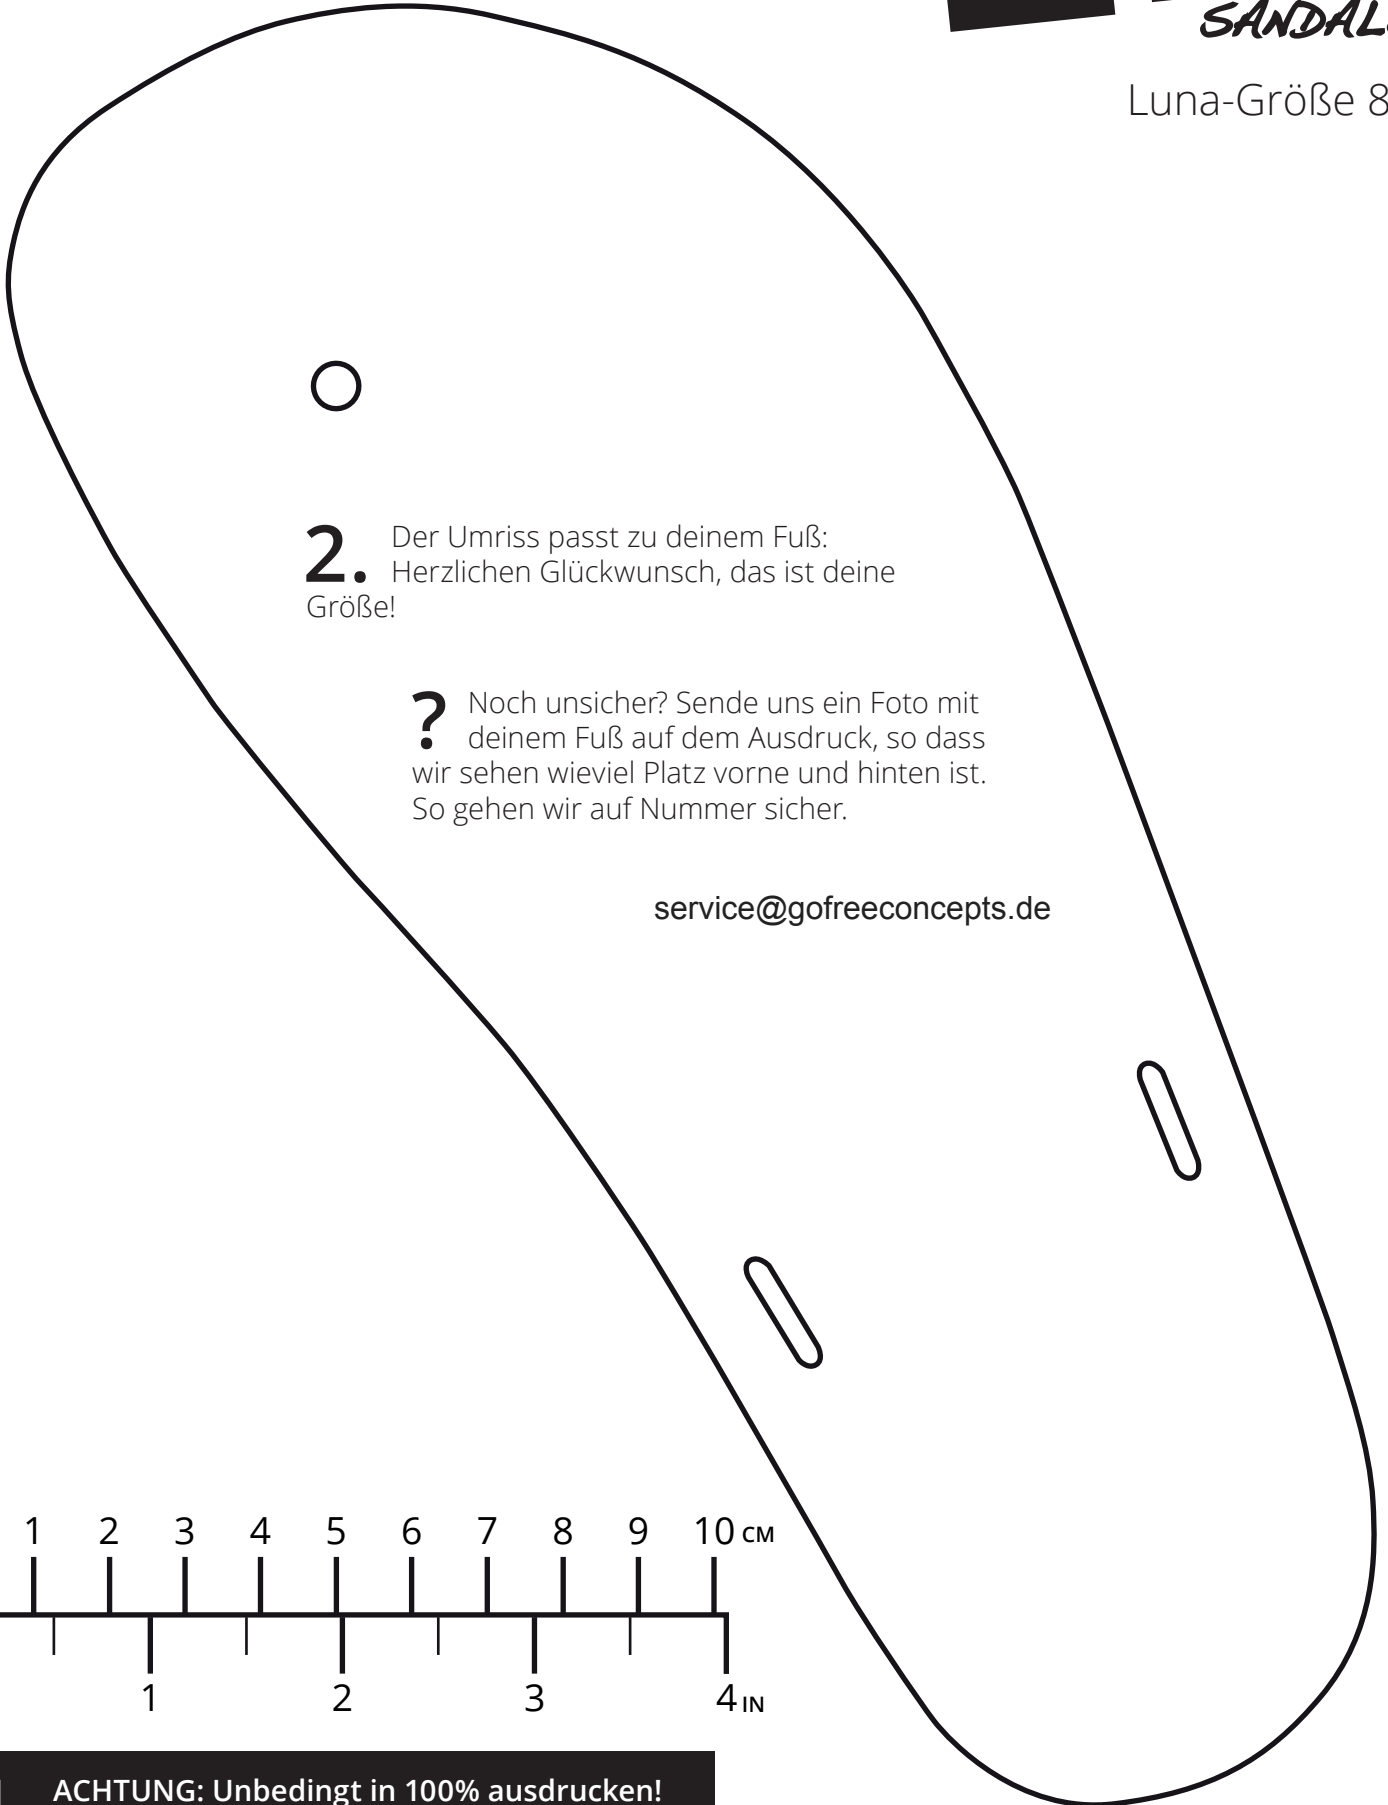 SANDAL
Luna-Größe 8
2. Der Umriss passt zu deinem Fuß:
Herzlichen Glückwunsch, das ist deine
Größe!
? Noch unsicher? Sende uns ein Foto mit
deinem Fuß auf dem Ausdruck, so dass
wir sehen wieviel Platz vorne und hinten ist.
So gehen wir auf Nummer sicher.
service@gofreeconcepts.de
1 2 3 4 5 6 7 8 9 10 CM
1 2 3 4 IN
ACHTUNG: Unbedingt in 100% ausdrucken!